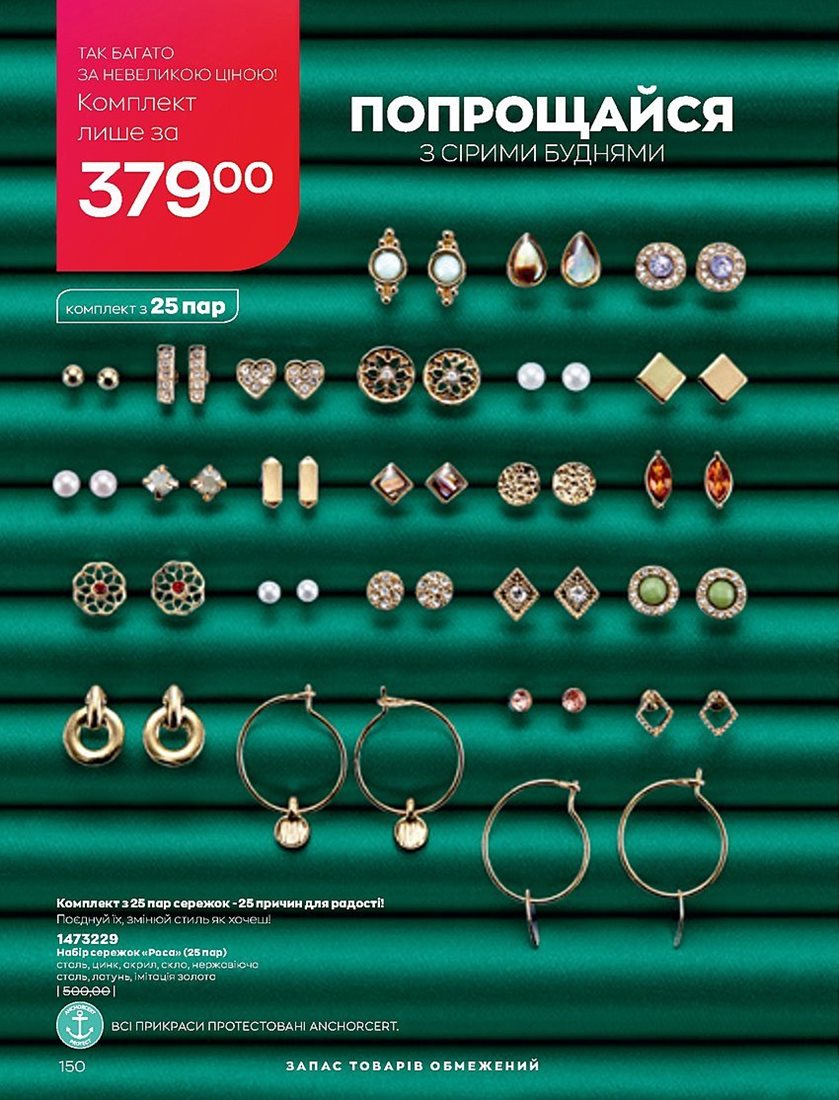 ТАК БАГАТО
ЗА НЕВЕЛИКОЮ ЦІНОЮ!
Комплект
лише за
379⁰⁰
ПОПРОЩАЙСЯ
З СІРИМИ БУДНЯМИ
комплект з 25 пар
Комплект з 25 пар сережок - 25 причин для радості!
Поєднуй їх, змінюй стиль як хочеш!
1473229
Набір сережок «Роса» (25 пар)
сталь, цинк, акрил, скло, нержавіюча
сталь, латунь, імітація золота
| 500,00 |
ANCHORCERT
PROTECT
ВСІ ПРИКРАСИ ПРОТЕСТОВАНІ ANCHORCERT.
150
ЗАПАС ТОВАРІВ ОБМЕЖЕНИЙ